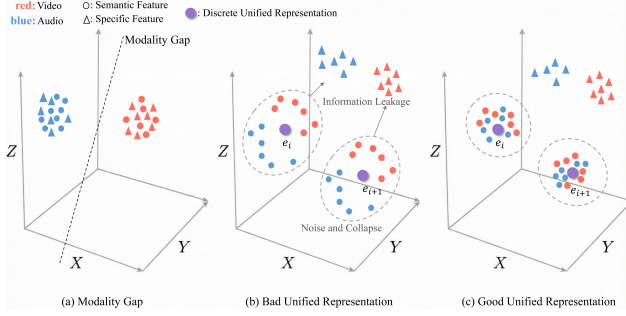 red: Video
blue: Audio
○: Semantic Feature
△: Specific Feature
: Discrete Unified Representation
Modality Gap
Z
X
Y
(a) Modality Gap
Information Leakage
e_i
e_{i+1}
Noise and Collapse
Z
X
Y
(b) Bad Unified Representation
e_i
e_{i+1}
Z
X
Y
(c) Good Unified Representation